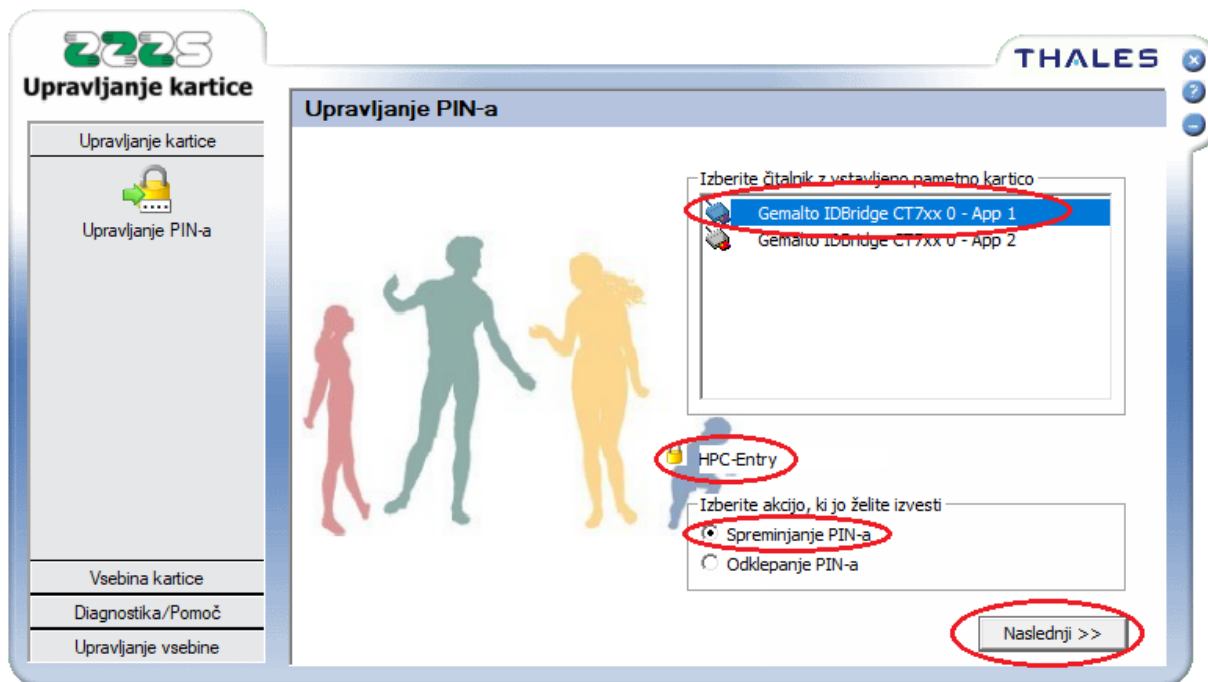 ZZZS
Upravljanje kartice
THALES
Upravljanje PIN-a
Upravljanje kartice
Upravljanje PIN-a
Izberite čitalnik z vstavljeno pametno kartico
Gemalto IDBridge CT7xx 0 - App 1
Gemalto IDBridge CT7xx 0 - App 2
HPC-Entry
Izberite akcijo, ki jo želite izvesti
Spreminjanje PIN-a
Odklepanje PIN-a
Vsebina kartice
Diagnostika/Pomoč
Upravljanje vsebine
Naslednji >>